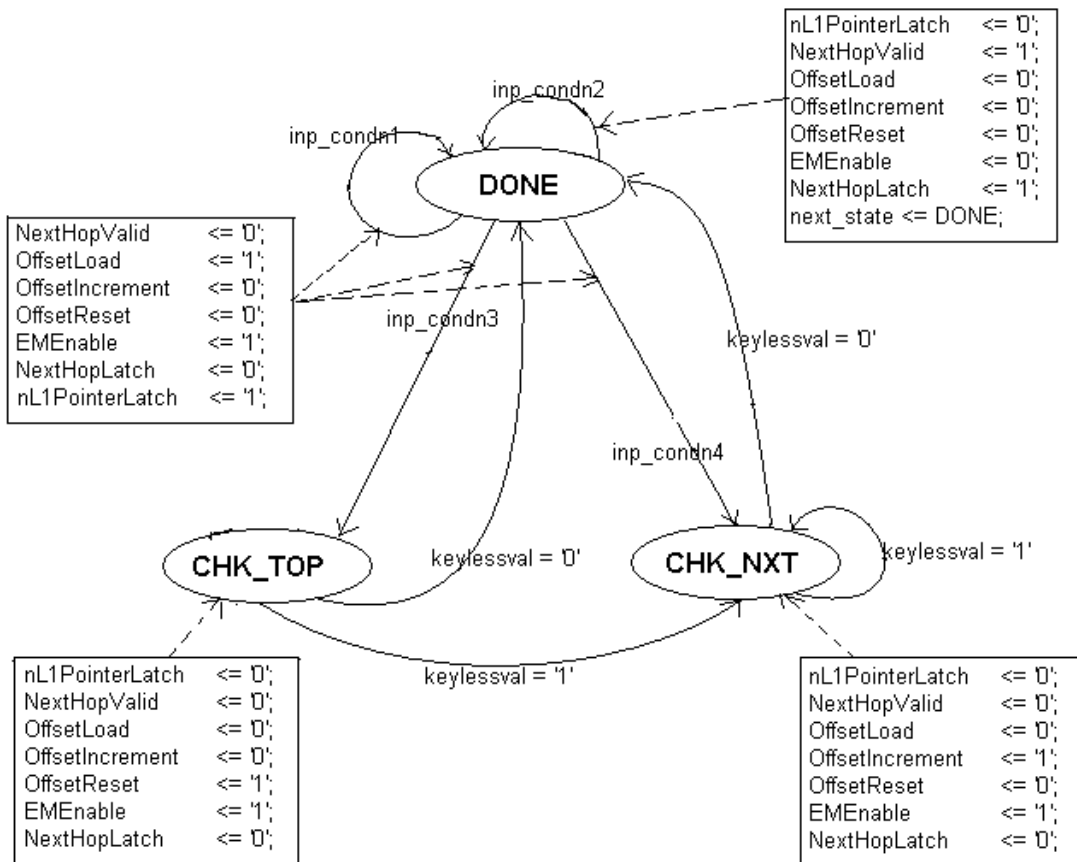 nL1PointerLatch <= '0';
NextHopValid <= '1';
OffsetLoad <= '0';
OffsetIncrement <= '0';
OffsetReset <= '0';
EMEnable <= '0';
NextHopLatch <= '1';
next_state <= DONE;
inp_condn2
inp_condn1
DONE
NextHopValid <= '0';
OffsetLoad <= '1';
OffsetIncrement <= '0';
OffsetReset <= '0';
EMEnable <= '1';
NextHopLatch <= '0';
nL1PointerLatch <= '1';
inp_condn3
keylessval = '0'
inp_condn4
CHK_TOP
keylessval = '0'
CHK_NXT
keylessval = '1'
keylessval = '1'
nL1PointerLatch <= '0';
NextHopValid <= '0';
OffsetLoad <= '0';
OffsetIncrement <= '0';
OffsetReset <= '1';
EMEnable <= '1';
NextHopLatch <= '0';
nL1PointerLatch <= '0';
NextHopValid <= '0';
OffsetLoad <= '0';
OffsetIncrement <= '1';
OffsetReset <= '0';
EMEnable <= '1';
NextHopLatch <= '0';